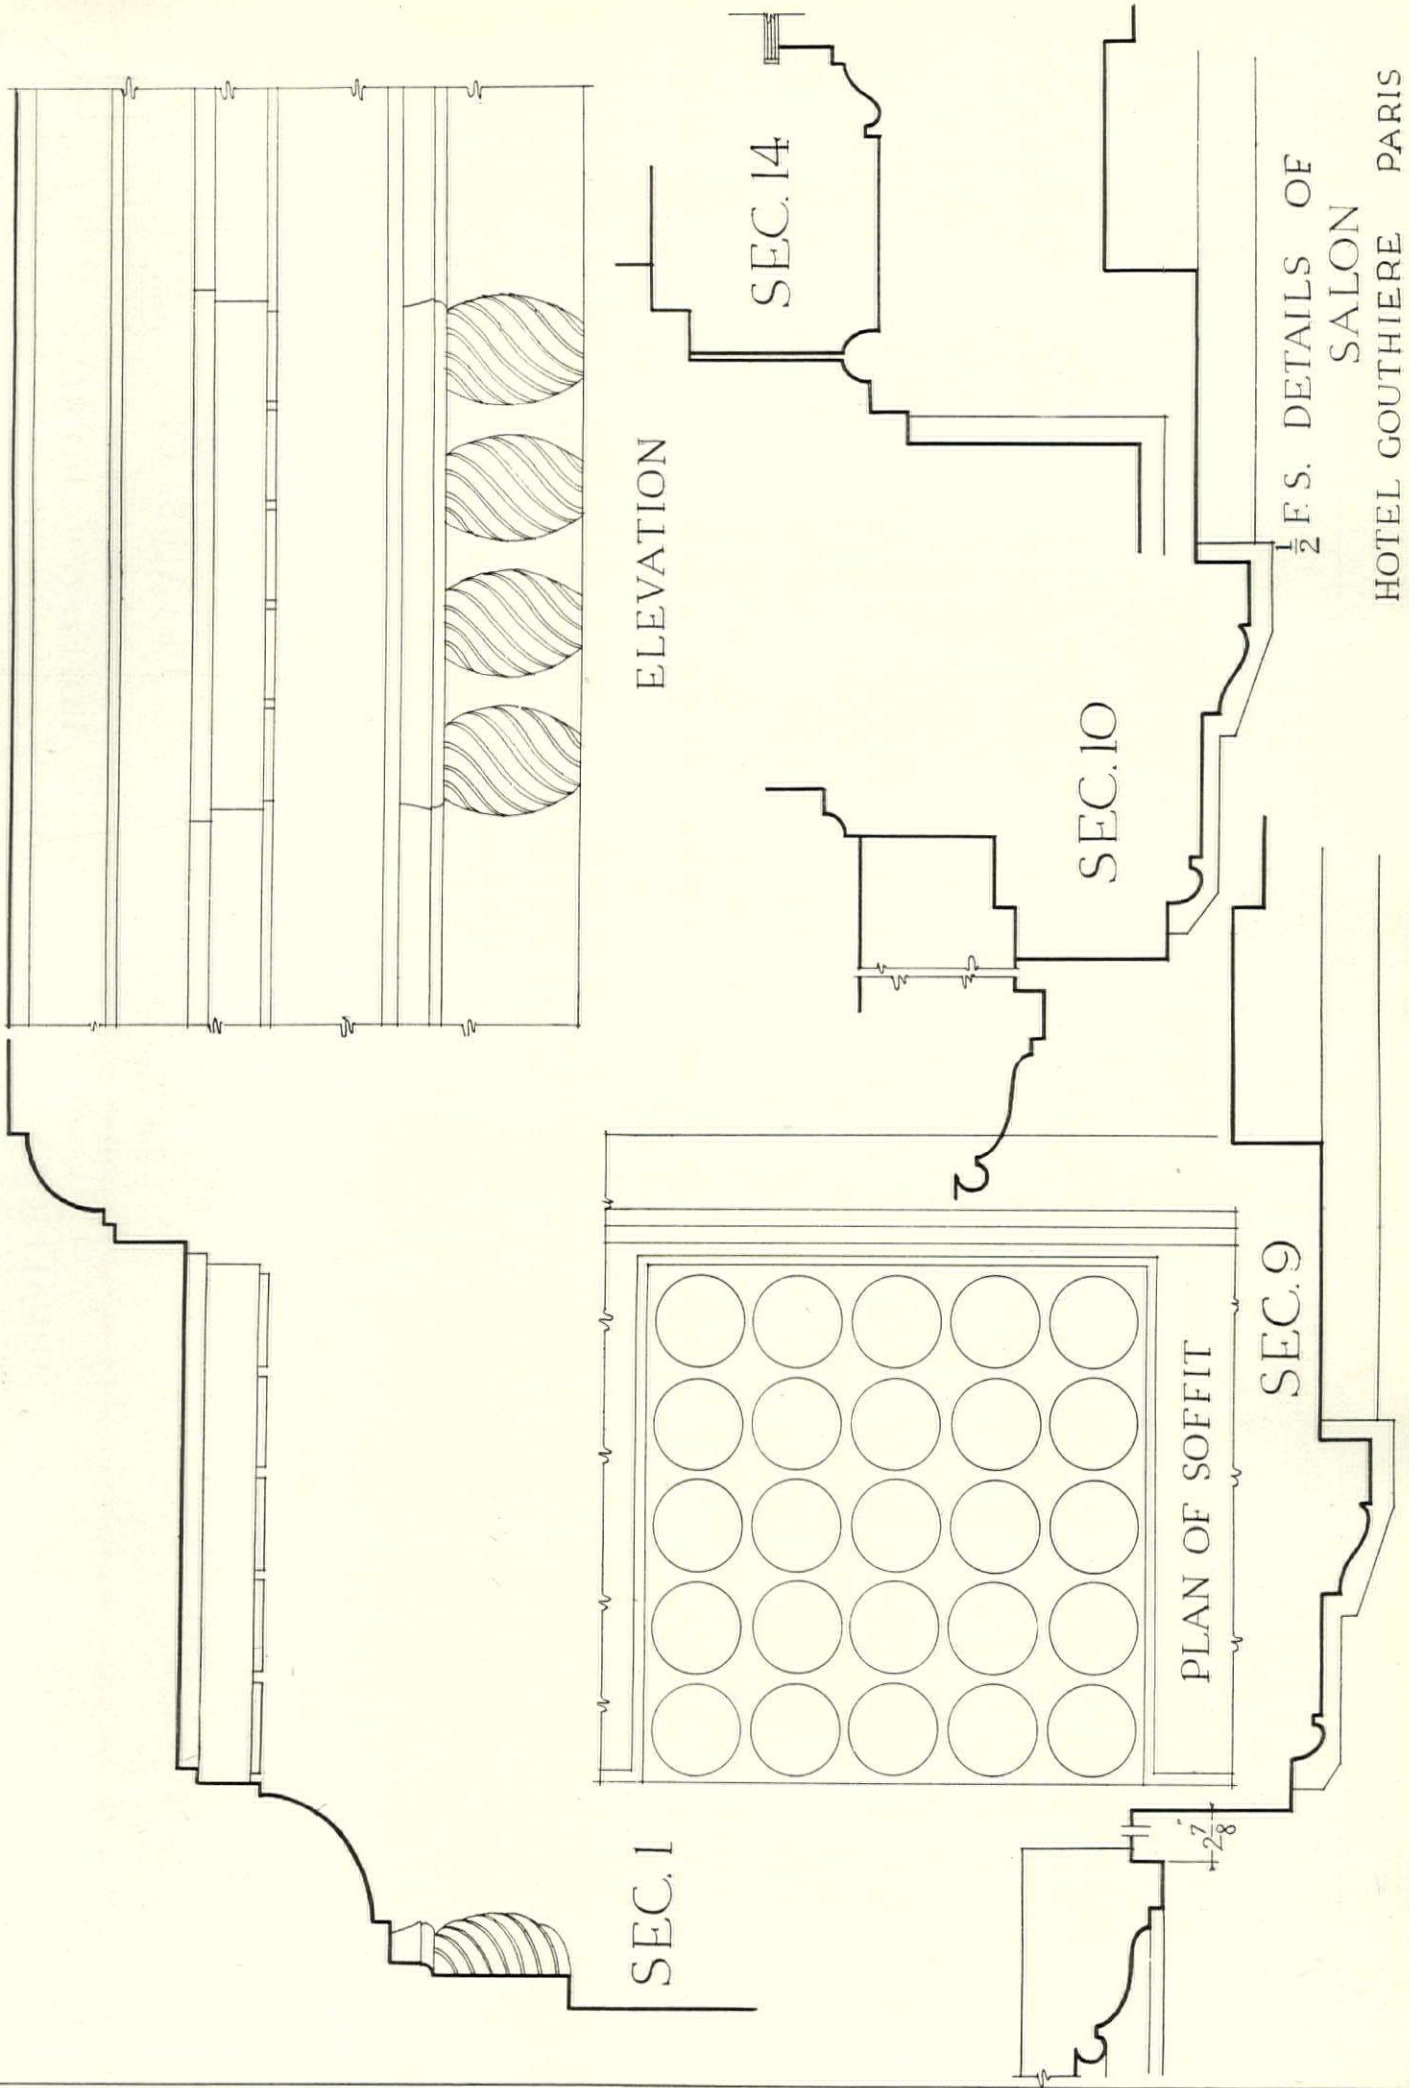 ELEVATION
SEC. 14
SEC. 1
PLAN OF SOFFIT
SEC. 10
SEC. 9
2 7/8"
1/2 F. S. DETAILS OF
SALON
HOTEL GOUTHIERE PARIS